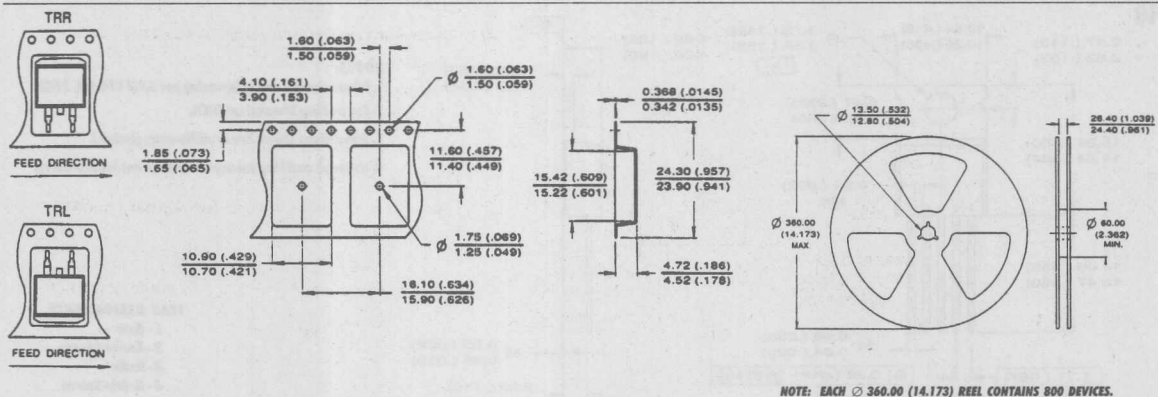 TRR
FEED DIRECTION
TRL
FEED DIRECTION
1.60 (.063)
1.50 (.059)
4.10 (.161)
3.90 (.153)
Ø 1.60 (.063)
1.50 (.059)
1.85 (.073)
1.65 (.065)
11.60 (.457)
11.40 (.449)
Ø 1.75 (.069)
1.25 (.049)
10.90 (.429)
10.70 (.421)
16.10 (.634)
15.90 (.626)
0.368 (.0145)
0.342 (.0135)
15.42 (.609)
15.22 (.601)
24.30 (.957)
23.90 (.941)
4.72 (.186)
4.52 (.178)
Ø 13.50 (.532)
12.80 (.504)
26.40 (1.039)
24.40 (.961)
Ø 360.00
(14.173)
MAX
Ø 60.00
(2.362)
MIN.
NOTE: EACH Ø 360.00 (14.173) REEL CONTAINS 800 DEVICES.